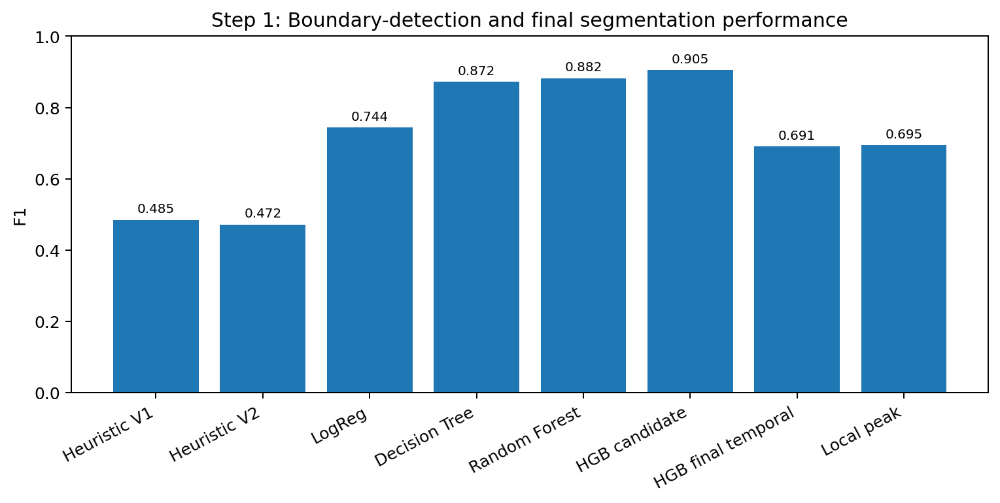 Step 1: Boundary-detection and final segmentation performance
1.0
0.8
0.6
0.4
0.2
0.0
F1
0.485
0.472
0.744
0.872
0.882
0.905
0.691
0.695
Heuristic V1
Heuristic V2
LogReg
Decision Tree
Random Forest
HGB candidate
HGB final temporal
Local peak